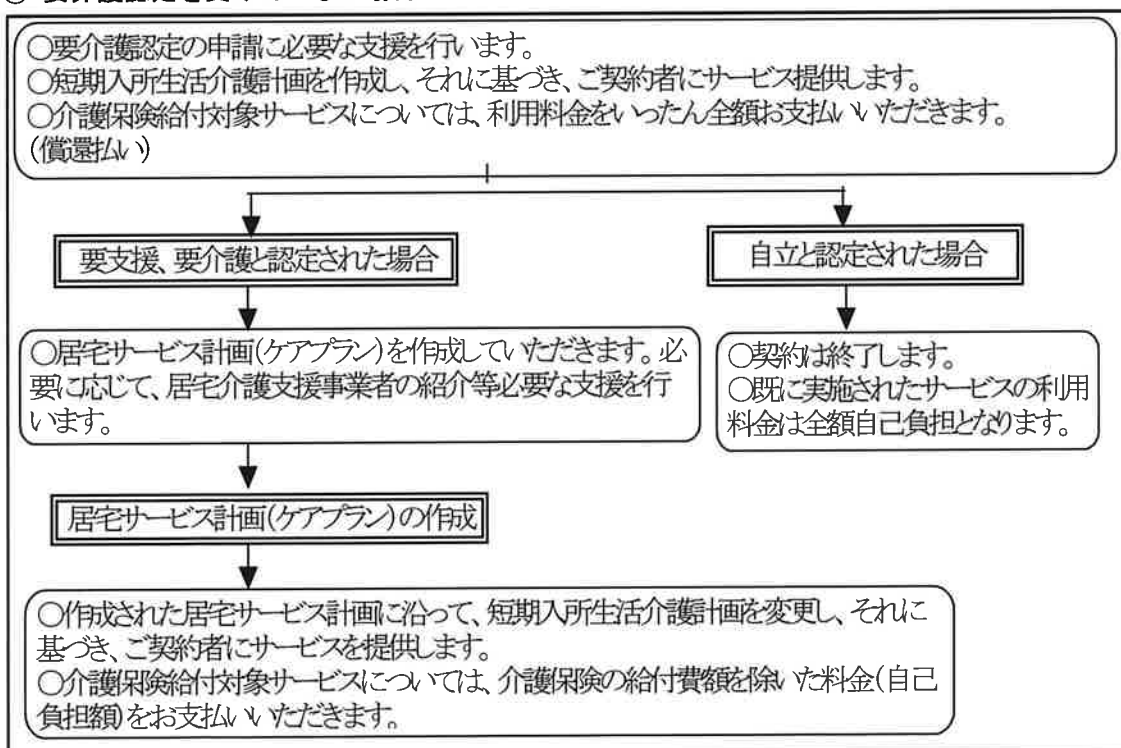 ○要介護認定の申請に必要な支援を行います。
○短期入所生活介護計画を作成し、それに基づき、ご契約者にサービス提供します。
○介護保険給付対象サービスについては、利用料金をいったん全額お支払いいただきます。
(償還払い)
要支援、要介護と認定された場合
自立と認定された場合
○居宅サービス計画(ケアプラン)を作成していただきます。必
要に応じて、居宅介護支援事業者の紹介等必要な支援を行
います。
○契約は終了します。
○既に実施されたサービスの利用
料金は全額自己負担となります。
居宅サービス計画(ケアプラン)の作成
○作成された居宅サービス計画に沿って、短期入所生活介護計画を変更し、それに
基づき、ご契約者にサービスを提供します。
○介護保険給付対象サービスについては、介護保険の給付費額を除いた料金(自己
負担額)をお支払いいただきます。